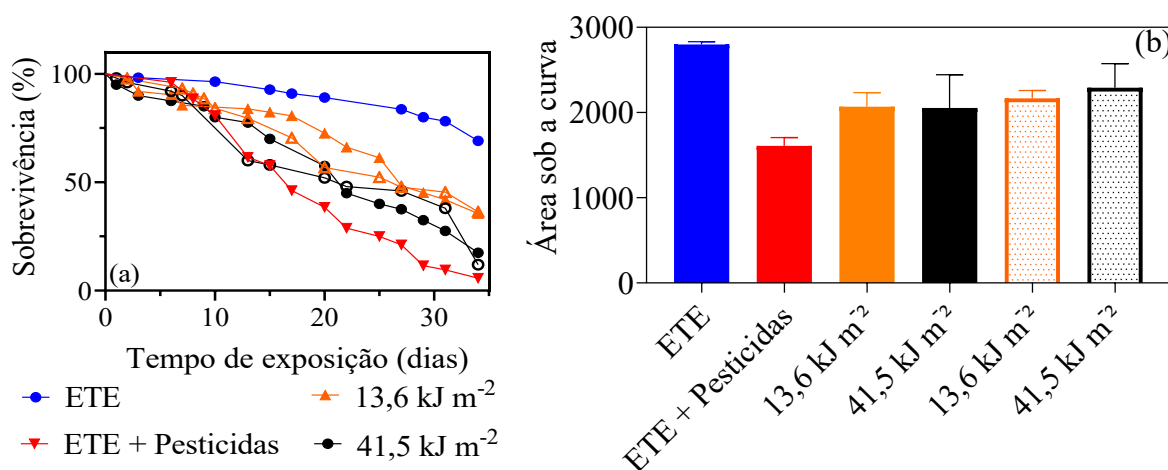 Sobrevivência (%)
100
50
0
(a)
0
10
20
30
Tempo de exposição (dias)
ETE
13,6 kJ m⁻²
ETE + Pesticidas
41,5 kJ m⁻²
Área sob a curva
3000
2000
1000
0
(b)
ETE
ETE + Pesticidas
13,6 kJ m⁻²
41,5 kJ m⁻²
13,6 kJ m⁻²
41,5 kJ m⁻²